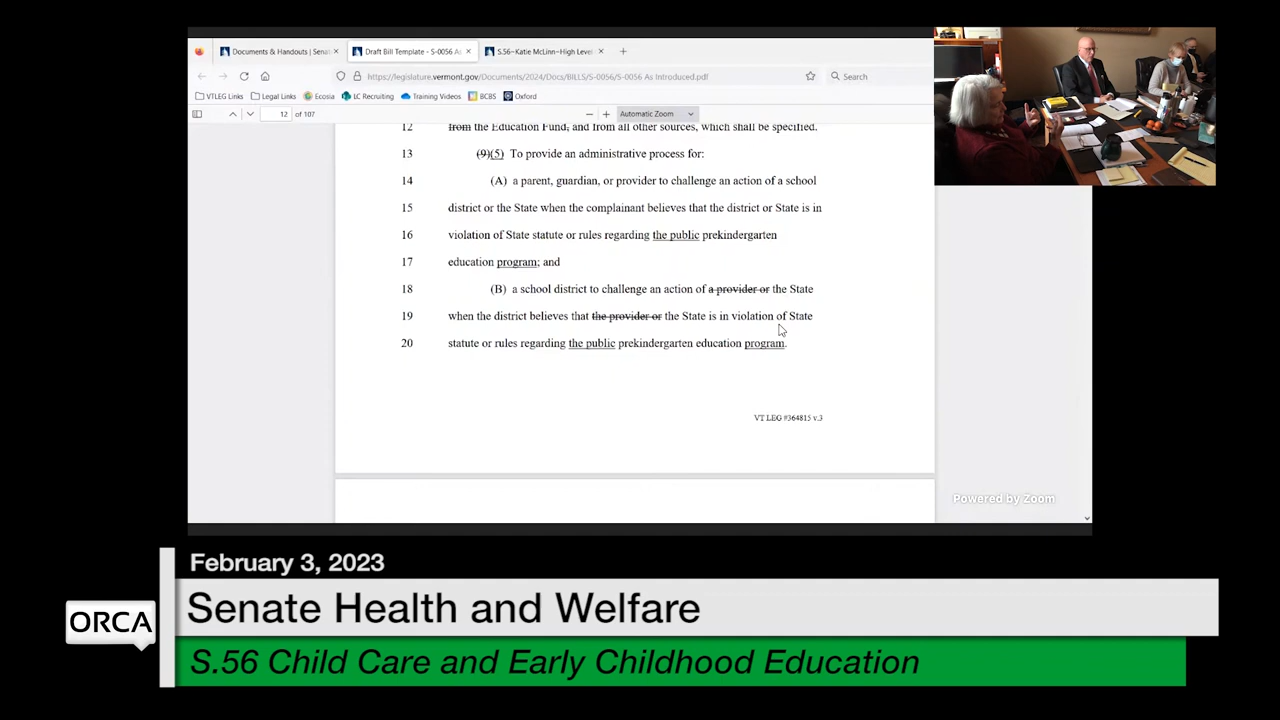 Documents & Handouts | Senat
Draft Bill Template - S-0056 As
S.56~Katie McLinn~High Level
https://legislature.vermont.gov/Documents/2024/Docs/BILLS/S-0056/S-0056 As Introduced.pdf
Search
VTLEG Links
Legal Links
Ecosia
LC Recruiting
Training Videos
BCBS
Oxford
12 of 107
Automatic Zoom
12 from the Education Fund, and from all other sources, which shall be specified.
13 (9)(5) To provide an administrative process for:
14 (A) a parent, guardian, or provider to challenge an action of a school
15 district or the State when the complainant believes that the district or State is in
16 violation of State statute or rules regarding the public prekindergarten
17 education program; and
18 (B) a school district to challenge an action of a provider or the State
19 when the district believes that the provider or the State is in violation of State
20 statute or rules regarding the public prekindergarten education program.
VT LEG #364815 v.3
Powered by Zoom
February 3, 2023
ORCA
Senate Health and Welfare
S.56 Child Care and Early Childhood Education